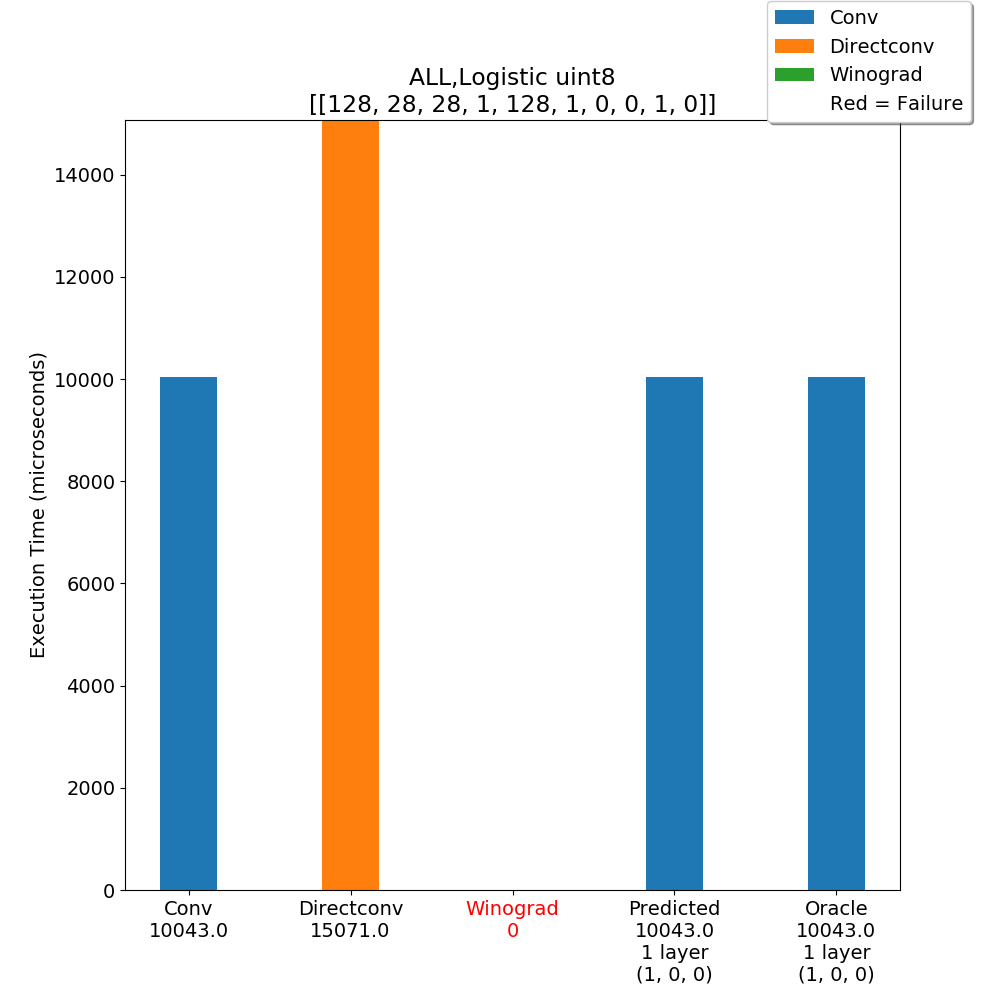 Conv
Directconv
Winograd
Red = Failure
ALL,Logistic uint8
[[128, 28, 28, 1, 128, 1, 0, 0, 1, 0]]
Execution Time (microseconds)
14000
12000
10000
8000
6000
4000
2000
0
Conv
10043.0
Directconv
15071.0
Winograd
0
Predicted
10043.0
1 layer
(1, 0, 0)
Oracle
10043.0
1 layer
(1, 0, 0)